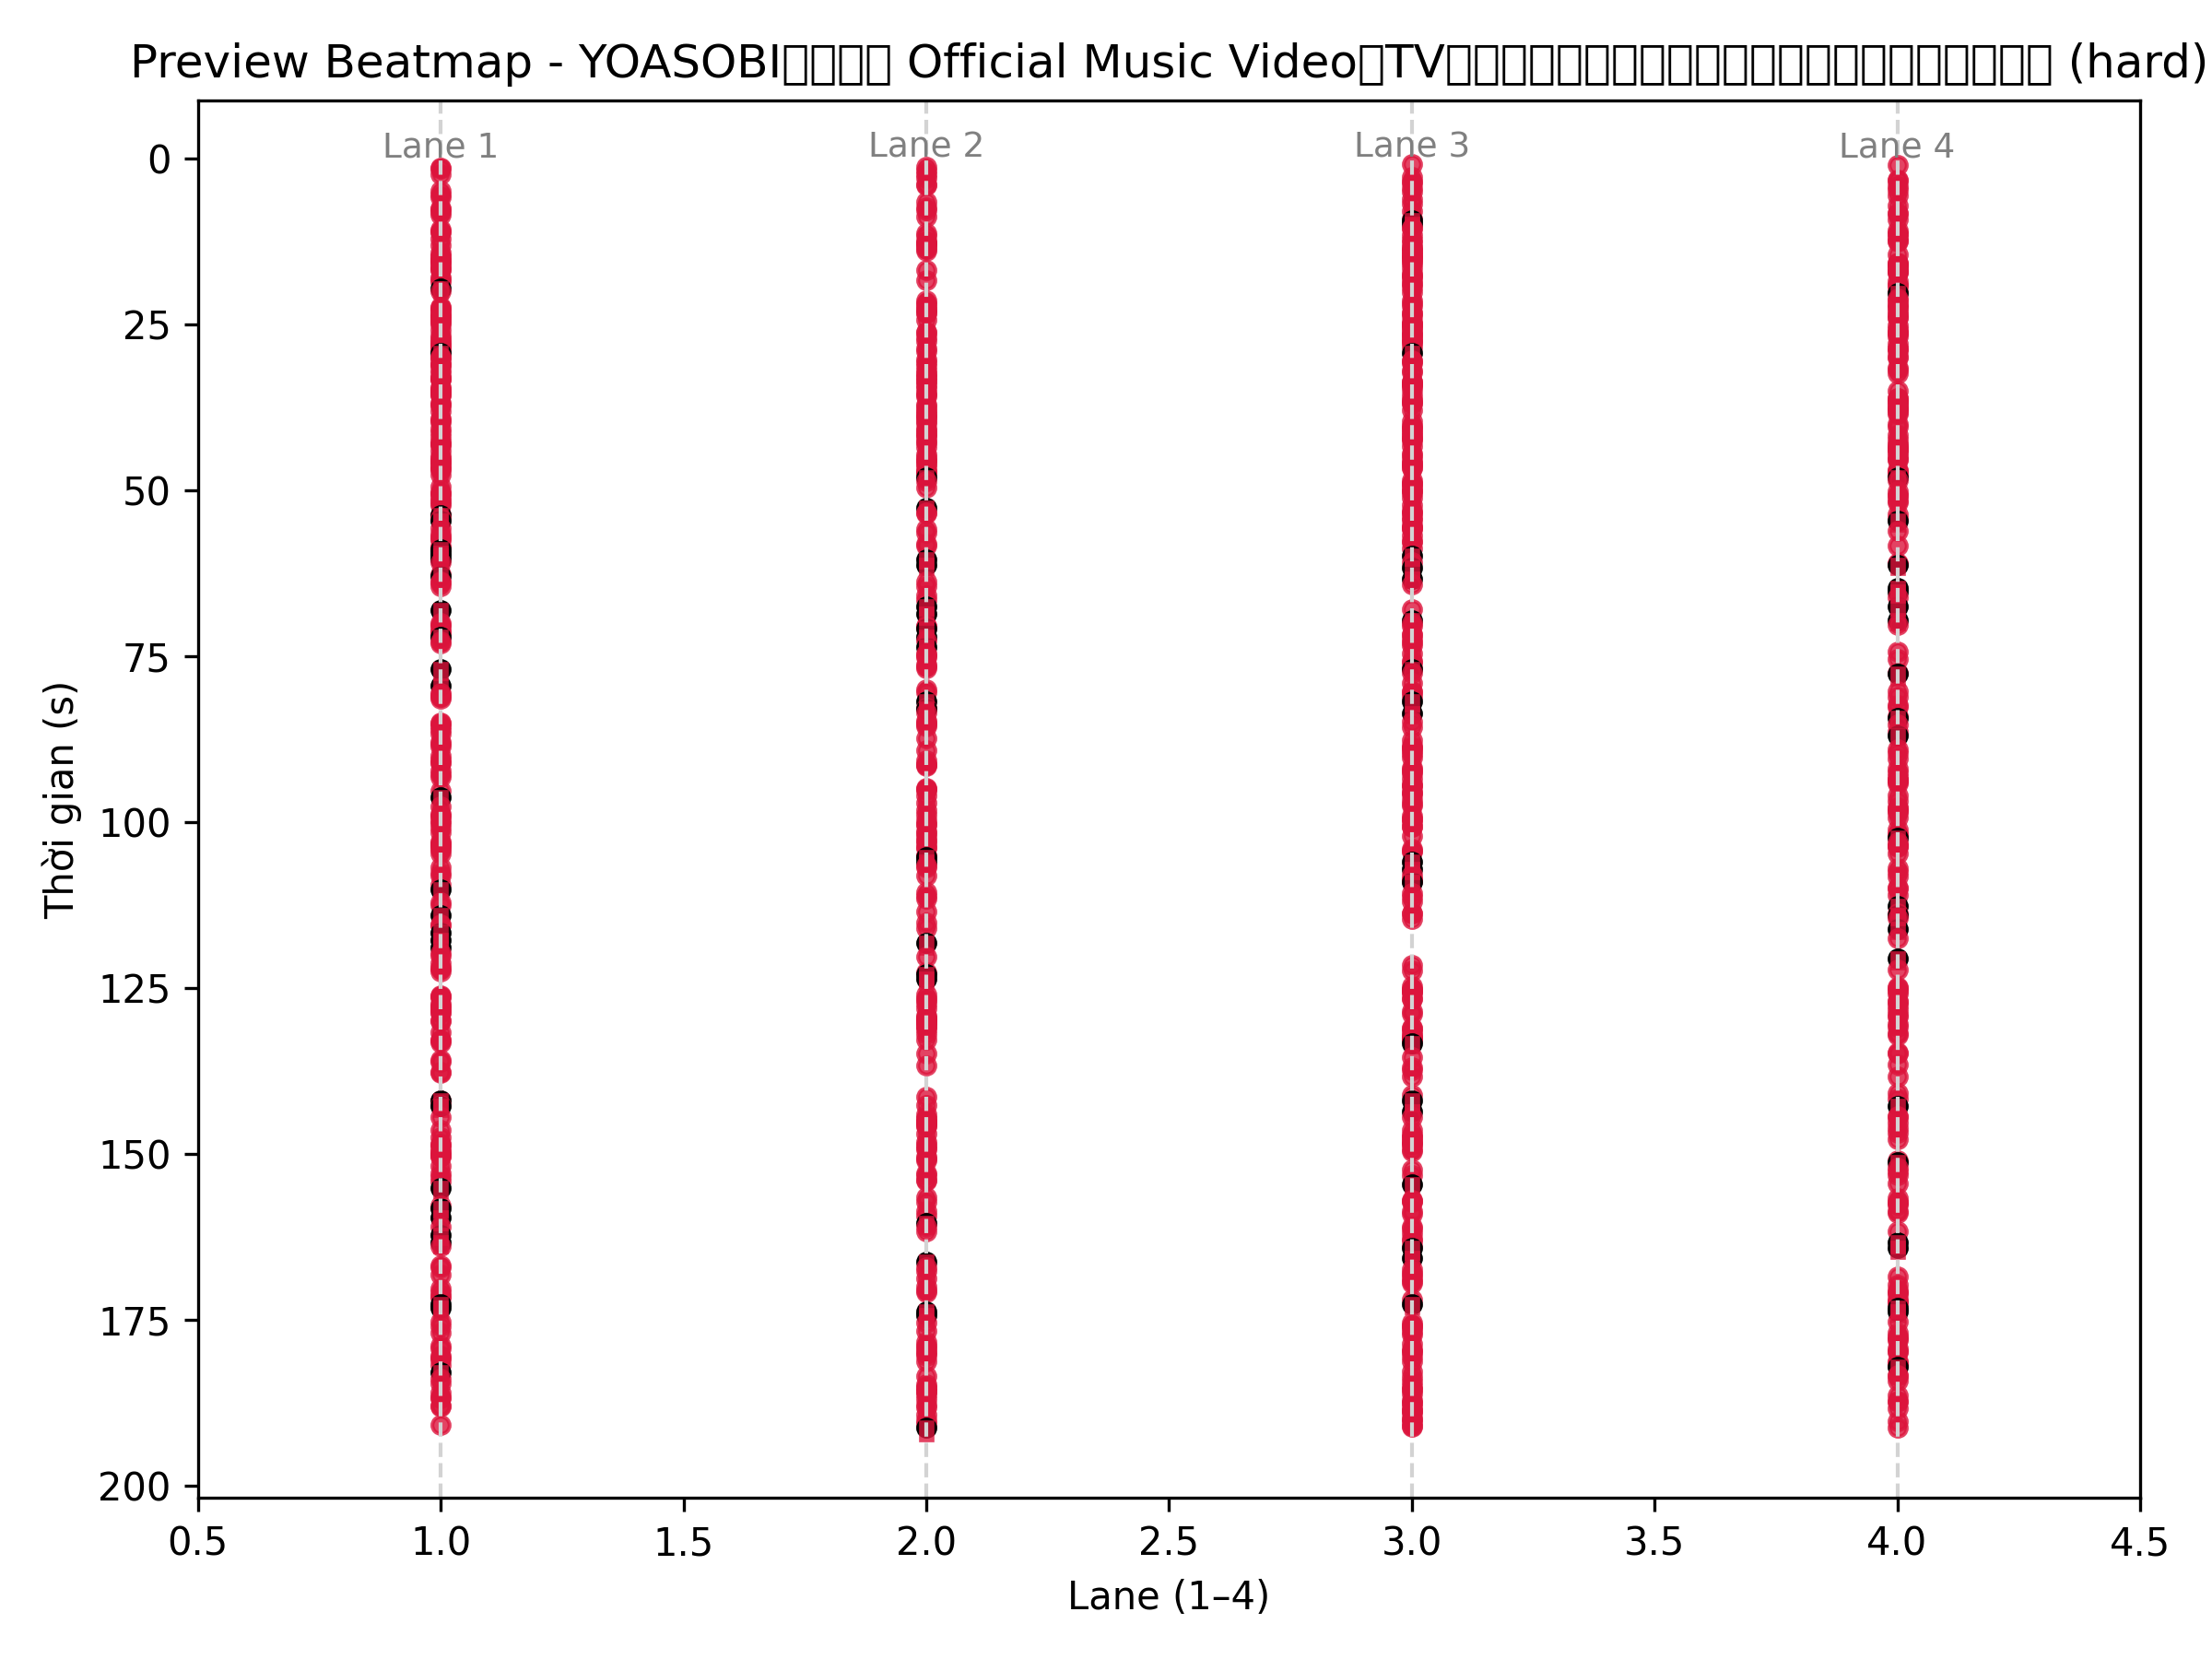 Preview Beatmap - YOASOBI□□□□ Official Music Video□TV□□□□□□□□□□□□□□□□□□□□□□ (hard)
Lane 1
Lane 2
Lane 3
Lane 4
0
25
50
75
100
125
150
175
200
Thời gian (s)
0.5
1.0
1.5
2.0
2.5
3.0
3.5
4.0
4.5
Lane (1–4)